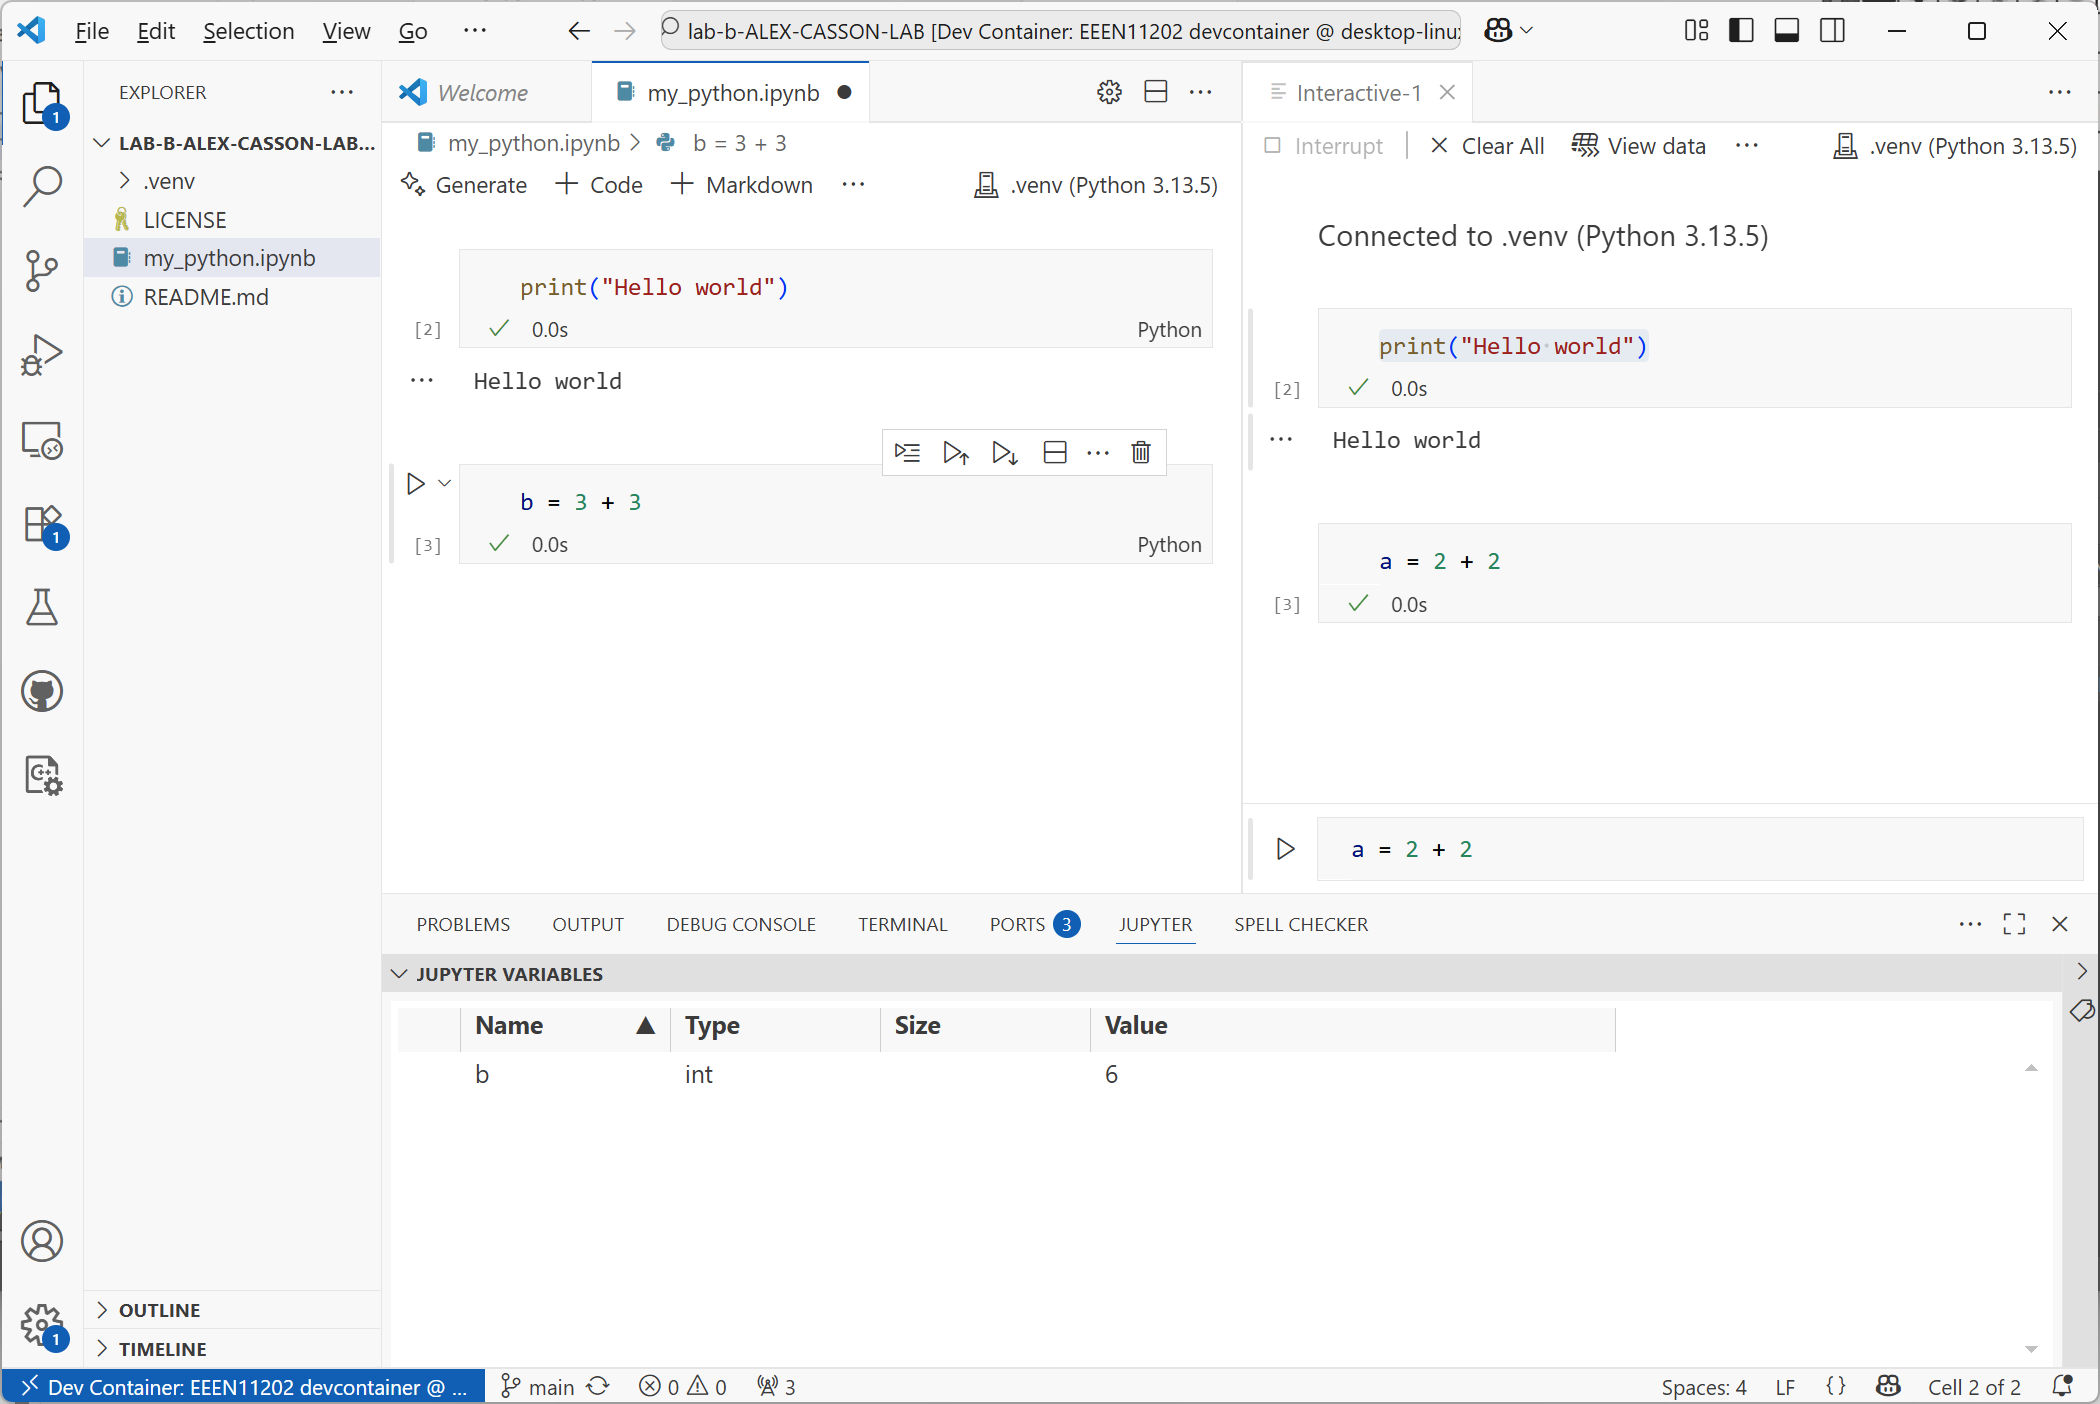 File Edit Selection View Go ··· lab-b-ALEX-CASSON-LAB [Dev Container: EEEN11202 devcontainer @ desktop-linux
EXPLORER ···
1
LAB-B-ALEX-CASSON-LAB...
.venv
LICENSE
my_python.ipynb
README.md
1
OUTLINE
1
TIMELINE
Welcome my_python.ipynb ···
my_python.ipynb > b = 3 + 3
Generate + Code + Markdown ··· .venv (Python 3.13.5)
print("Hello world")
[2] 0.0s Python
··· Hello world
···
b = 3 + 3
[3] 0.0s Python
Interactive-1 ···
Interrupt | Clear All View data ··· .venv (Python 3.13.5)
Connected to .venv (Python 3.13.5)
print("Hello·world")
[2] 0.0s
··· Hello world
a = 2 + 2
[3] 0.0s
a = 2 + 2
PROBLEMS OUTPUT DEBUG CONSOLE TERMINAL PORTS 3 JUPYTER SPELL CHECKER ···
JUPYTER VARIABLES
Name ▲ Type Size Value
b int 6
Dev Container: EEEN11202 devcontainer @ ... main 0 0 3 Spaces: 4 LF {} Cell 2 of 2